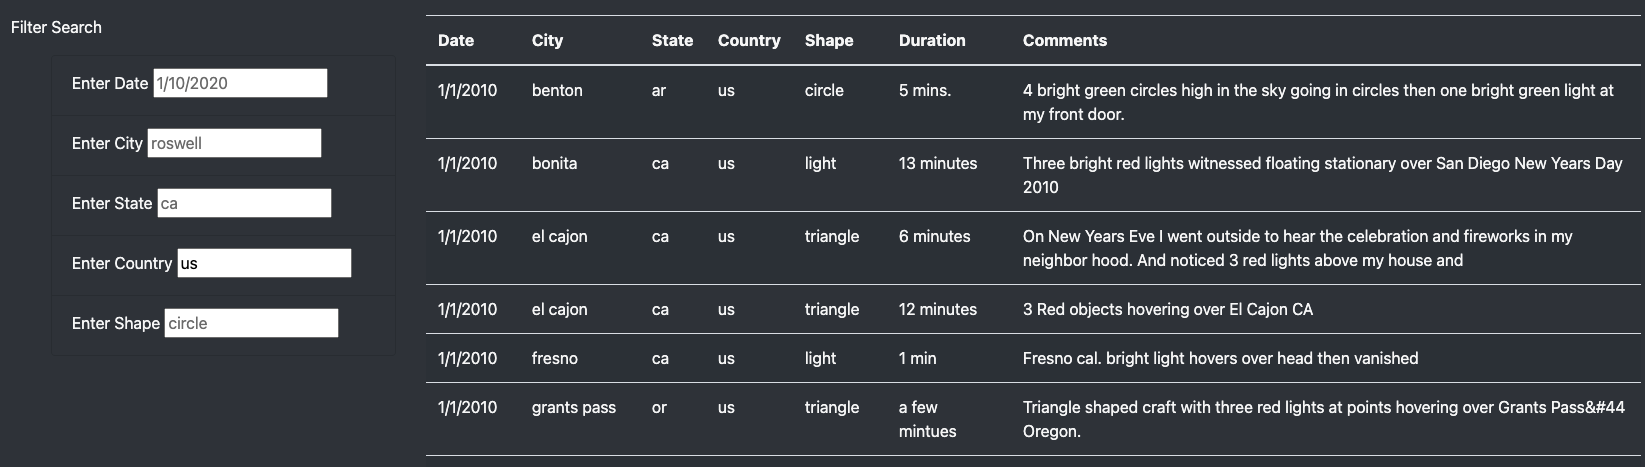 Filter Search
Enter Date 1/10/2020
Enter City roswell
Enter State ca
Enter Country us
Enter Shape circle
Date City State Country Shape Duration Comments
1/1/2010 benton ar us circle 5 mins. 4 bright green circles high in the sky going in circles then one bright green light at
my front door.
1/1/2010 bonita ca us light 13 minutes Three bright red lights witnessed floating stationary over San Diego New Years Day
2010
1/1/2010 el cajon ca us triangle 6 minutes On New Years Eve I went outside to hear the celebration and fireworks in my
neighbor hood. And noticed 3 red lights above my house and
1/1/2010 el cajon ca us triangle 12 minutes 3 Red objects hovering over El Cajon CA
1/1/2010 fresno ca us light 1 min Fresno cal. bright light hovers over head then vanished
1/1/2010 grants pass or us triangle a few Triangle shaped craft with three red lights at points hovering over Grants Pass&#44
mintues Oregon.